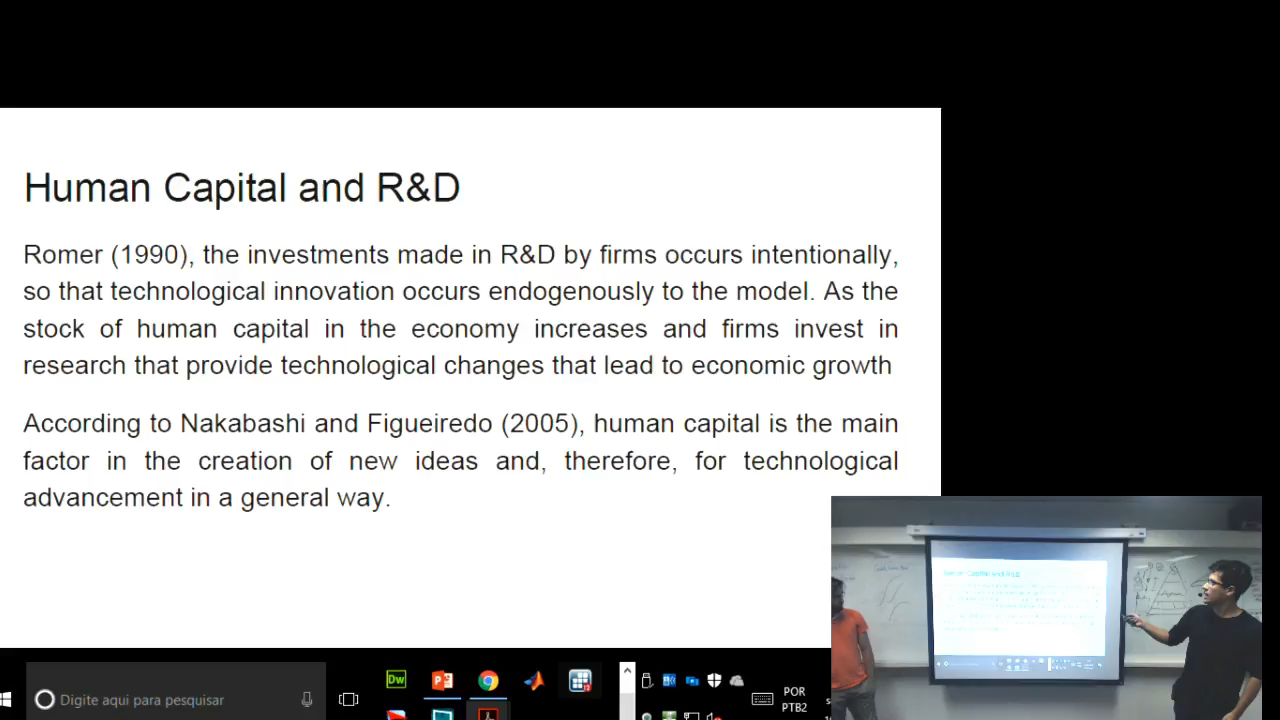 Human Capital and R&D
Romer (1990), the investments made in R&D by firms occurs intentionally,
so that technological innovation occurs endogenously to the model. As the
stock of human capital in the economy increases and firms invest in
research that provide technological changes that lead to economic growth
According to Nakabashi and Figueiredo (2005), human capital is the main
factor in the creation of new ideas and, therefore, for technological
advancement in a general way.
Human Capital and R&D
Digite aqui para pesquisar
Dw
POR
PTB2